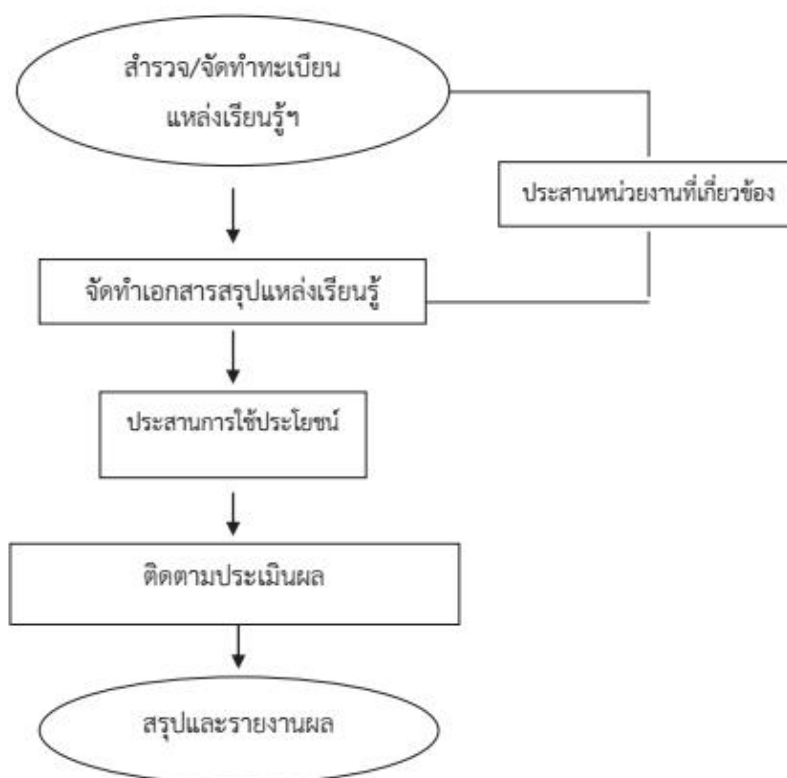 สำรวจ/จัดทำทะเบียน
แหล่งเรียนรู้ฯ
ประสานหน่วยงานที่เกี่ยวข้อง
จัดทำเอกสารสรุปแหล่งเรียนรู้
ประสานการใช้ประโยชน์
ติดตามประเมินผล
สรุปและรายงานผล